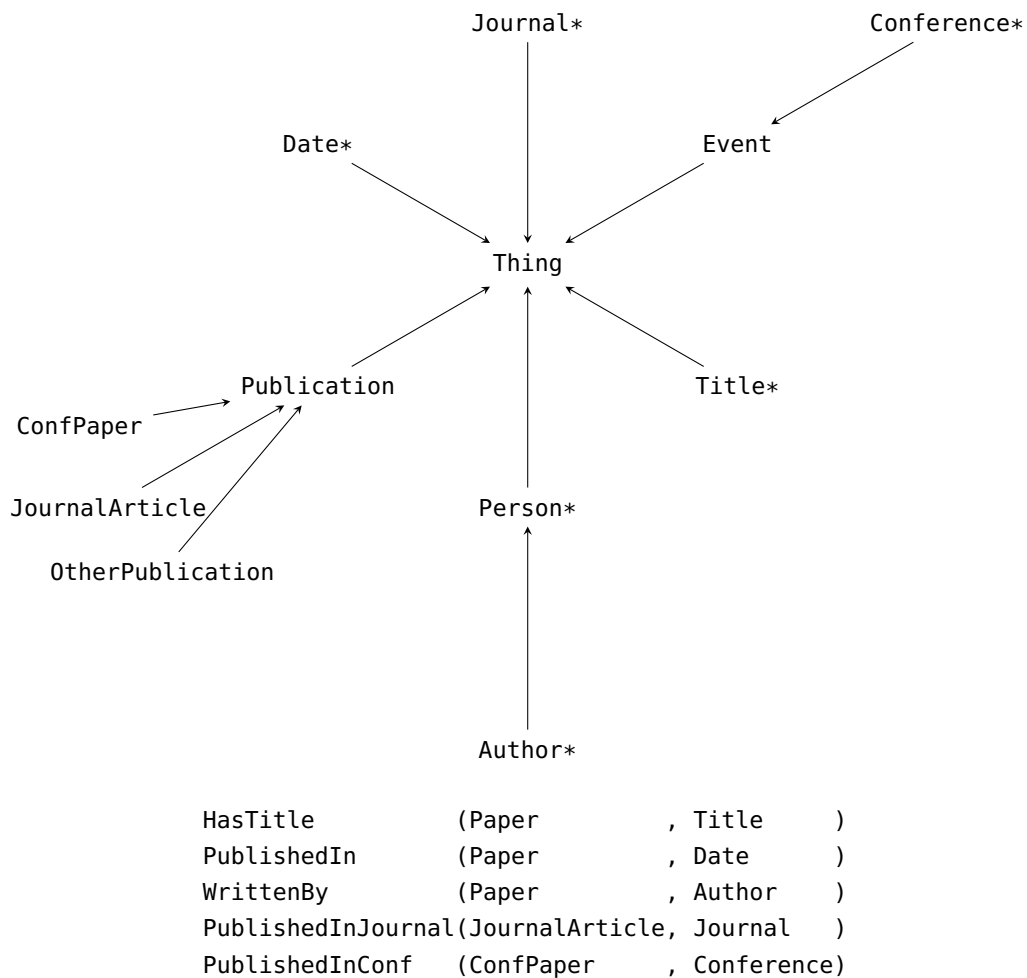 Journal*
Conference*
Date*
Event
Thing
Publication
Title*
ConfPaper
JournalArticle
Person*
OtherPublication
Author*
HasTitle (Paper , Title )
PublishedIn (Paper , Date )
WrittenBy (Paper , Author )
PublishedInJournal(JournalArticle, Journal )
PublishedInConf (ConfPaper , Conference)